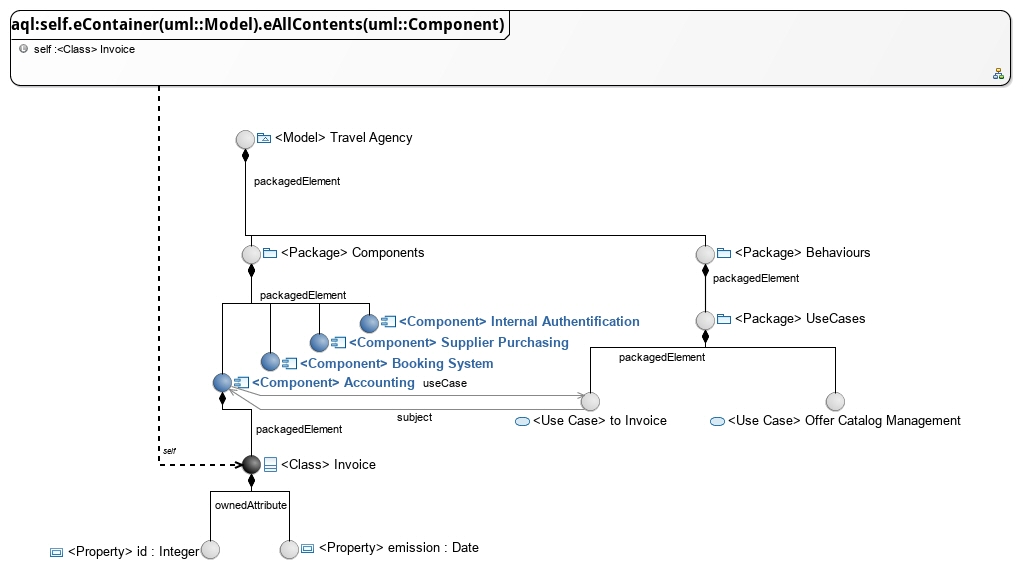 aql:self.eContainer(uml::Model).eAllContents(uml::Component)
self :<Class> Invoice
<Model> Travel Agency
packagedElement
<Package> Components
<Package> Behaviours
packagedElement
packagedElement
<Component> Internal Authentification
<Package> UseCases
<Component> Supplier Purchasing
packagedElement
<Component> Booking System
<Component> Accounting
useCase
subject
<Use Case> to Invoice
<Use Case> Offer Catalog Management
packagedElement
self
<Class> Invoice
ownedAttribute
<Property> id : Integer
<Property> emission : Date